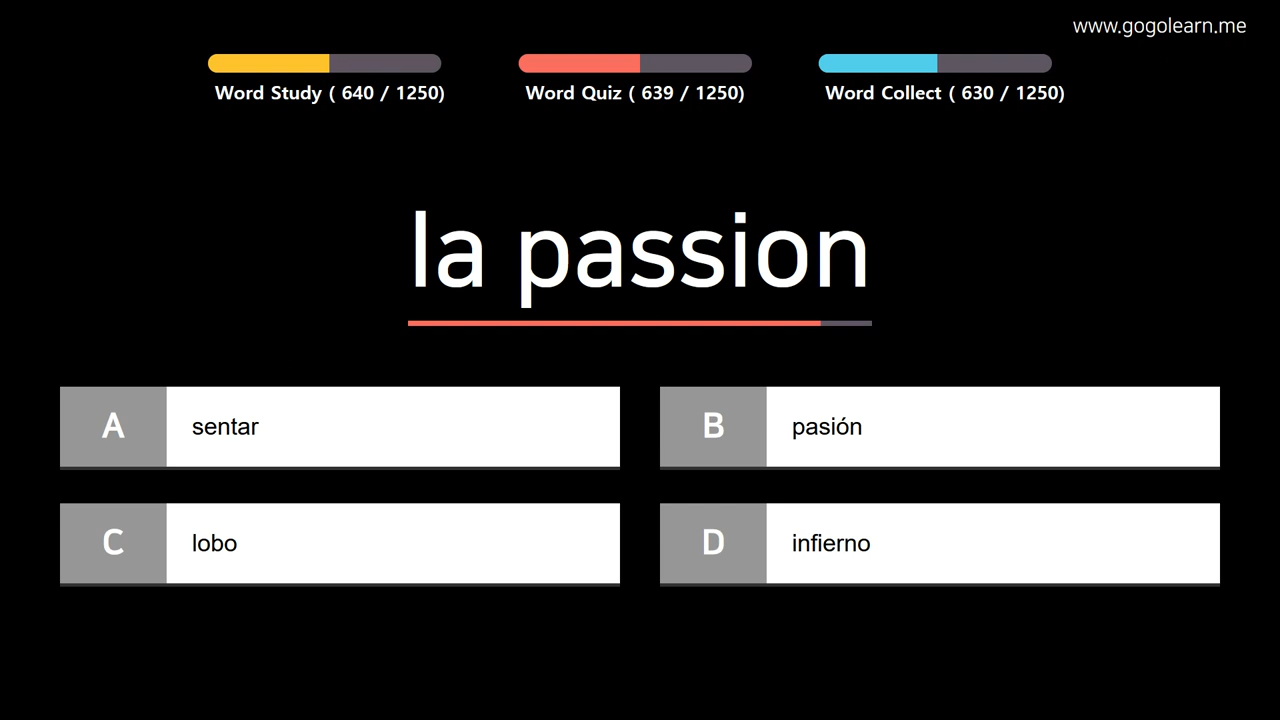 www.gogolearn.me
Word Study ( 640 / 1250)
Word Quiz ( 639 / 1250)
Word Collect ( 630 / 1250)
la passion
A sentar
B pasión
C lobo
D infierno